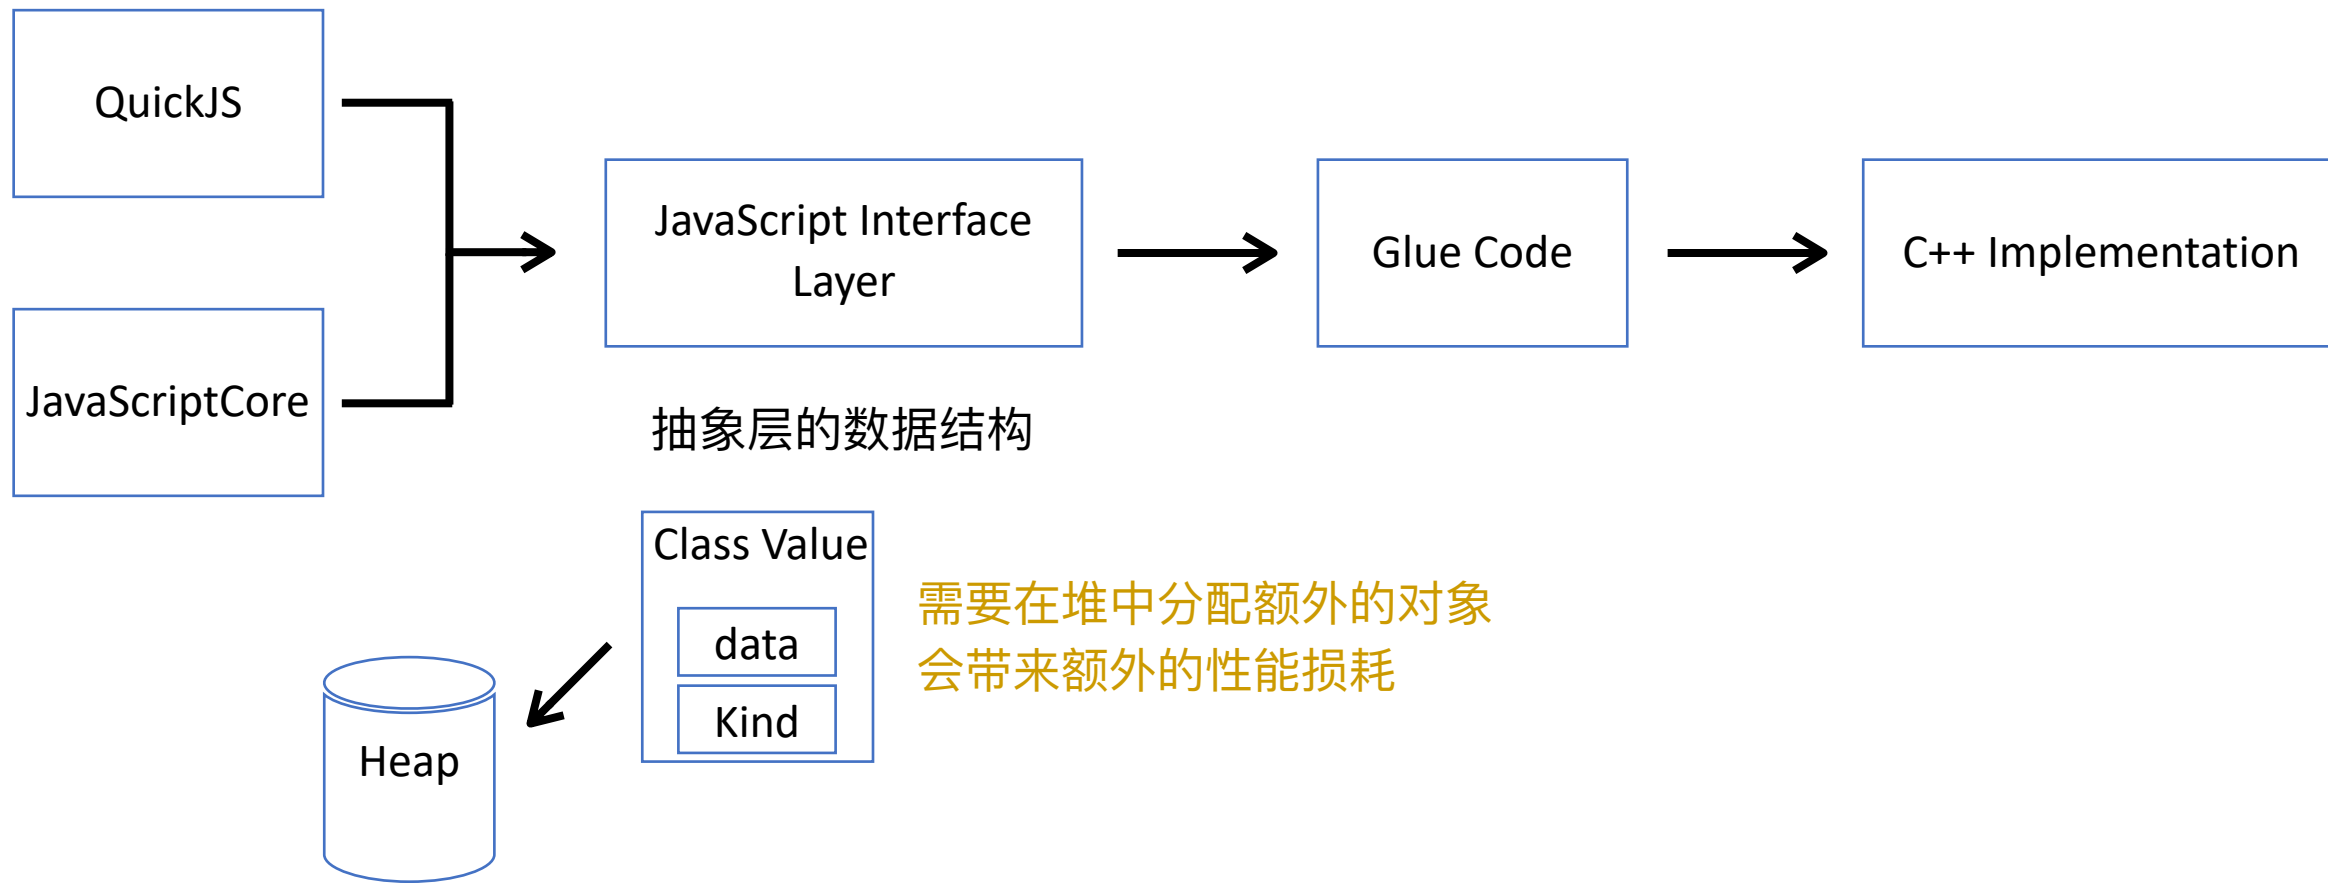 QuickJS
JavaScriptCore
JavaScript Interface
Layer
Glue Code
C++ Implementation
抽象层的数据结构
Class Value
data
Kind
需要在堆中分配额外的对象
会带来额外的性能损耗
Heap